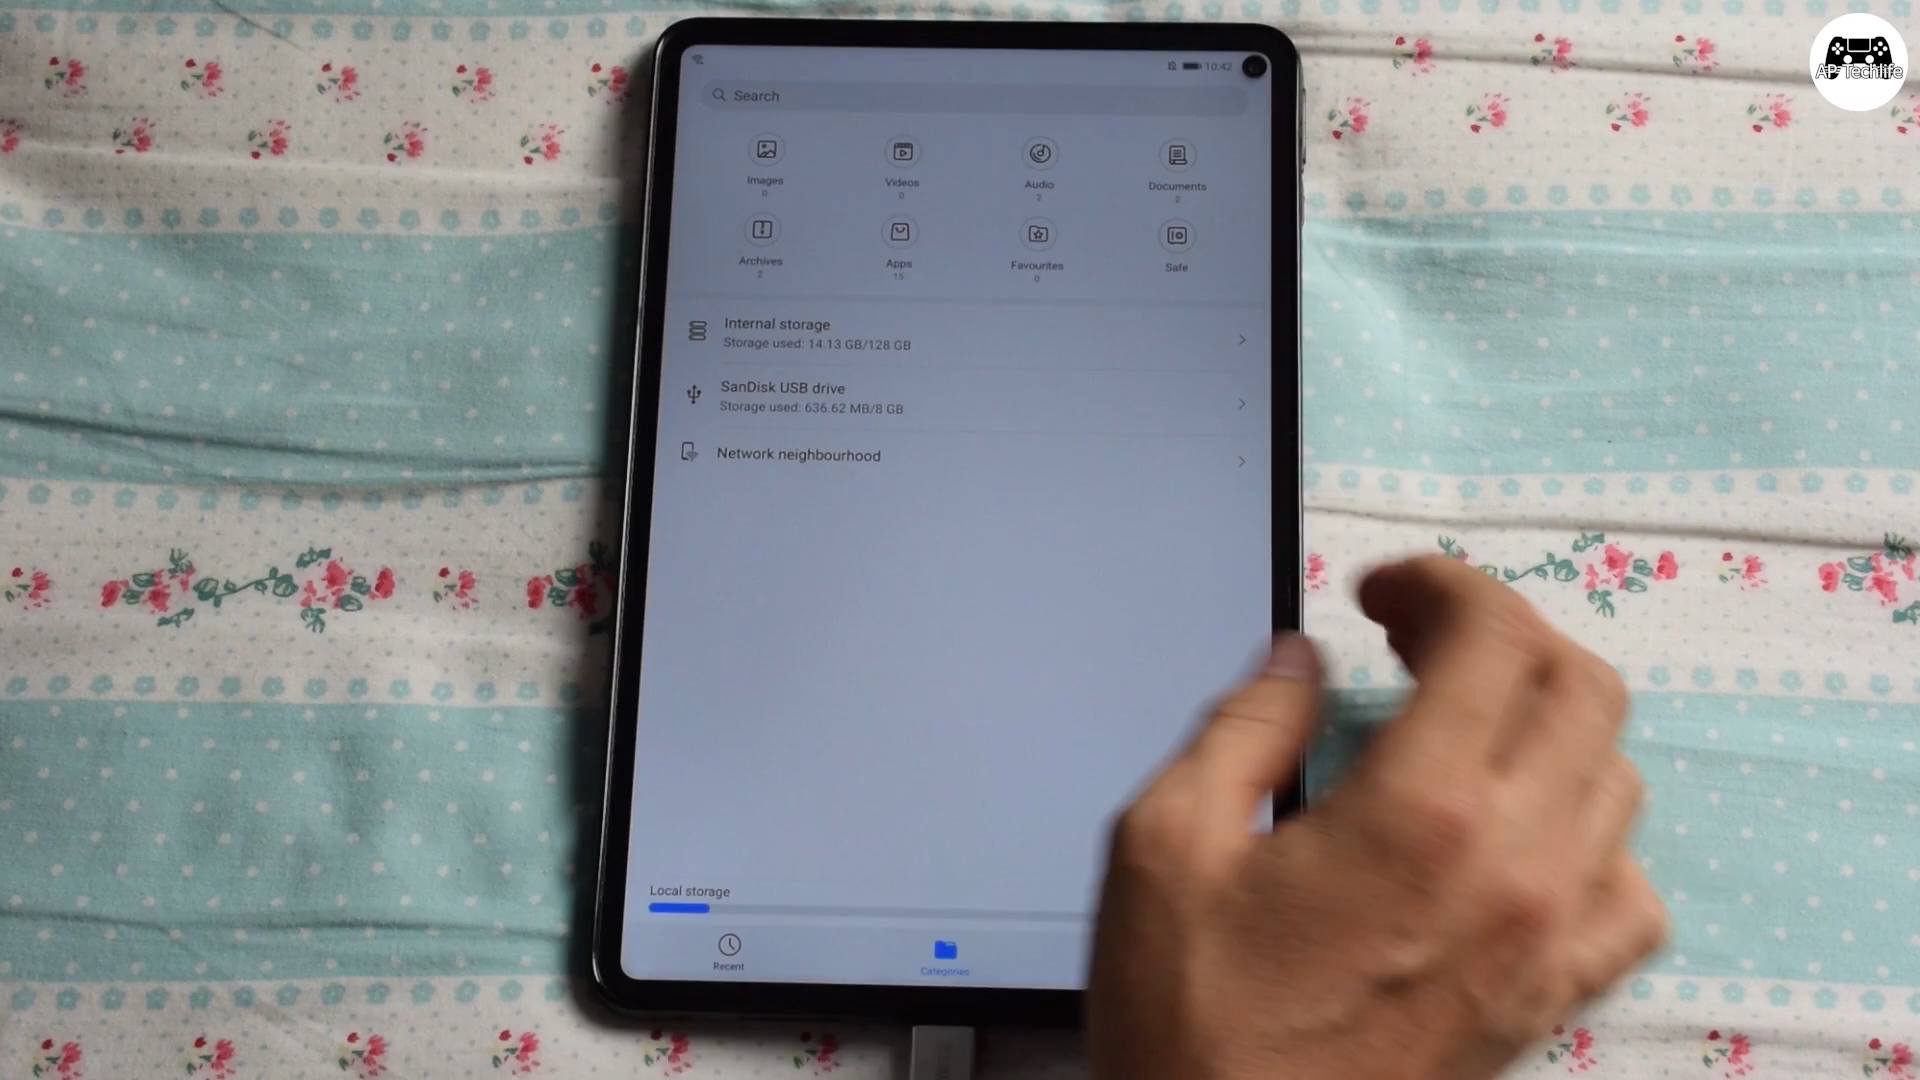 AP Techlife
10:42
Search
Images
0
Videos
0
Audio
2
Documents
2
Archives
2
Apps
15
Favourites
0
Safe
Internal storage
Storage used: 14.13 GB/128 GB
SanDisk USB drive
Storage used: 636.62 MB/8 GB
Network neighbourhood
Local storage
Recent
Categories